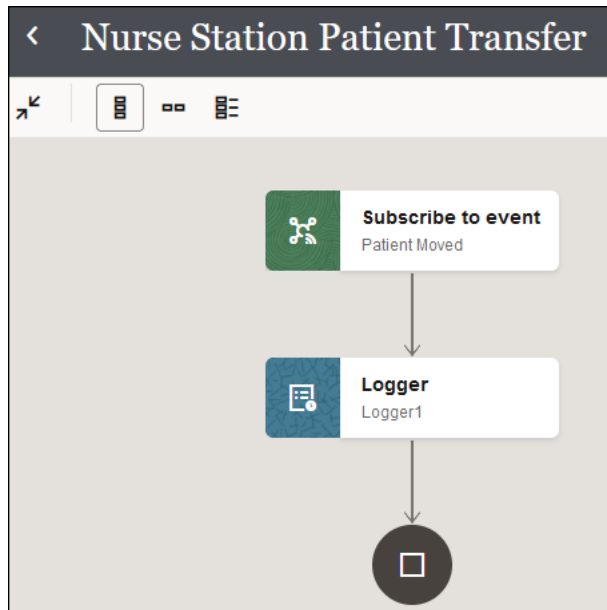 Nurse Station Patient Transfer
Subscribe to event
Patient Moved
Logger
Logger1